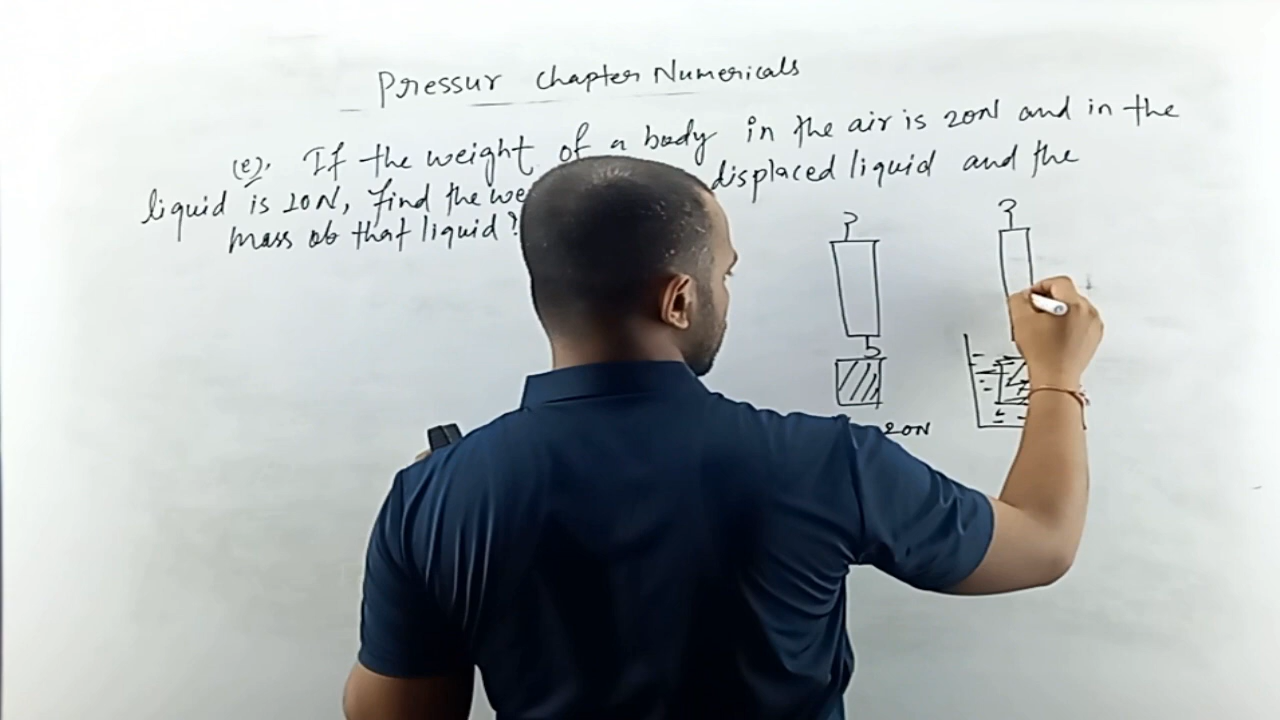 Pressur Chapter Numericals
(e). If the weight of a body in the air is 20N and in the
liquid is 10N, find the we displaced liquid and the
mass ob that liquid?
20N